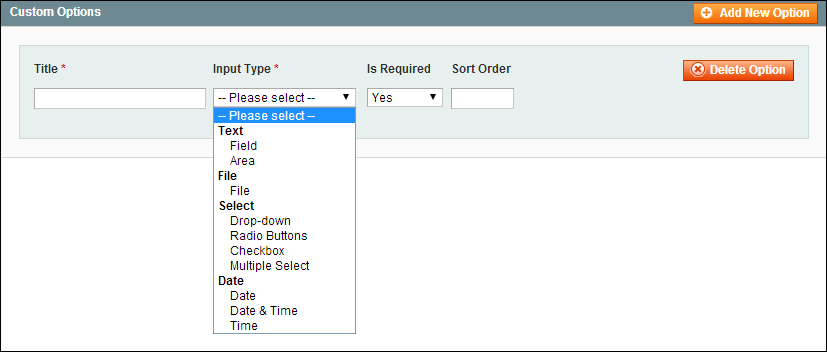 Custom Options
Add New Option
Title *
Input Type *
Is Required
Sort Order
Delete Option
-- Please select --
Yes
-- Please select --
Text
Field
Area
File
File
Select
Drop-down
Radio Buttons
Checkbox
Multiple Select
Date
Date
Date & Time
Time